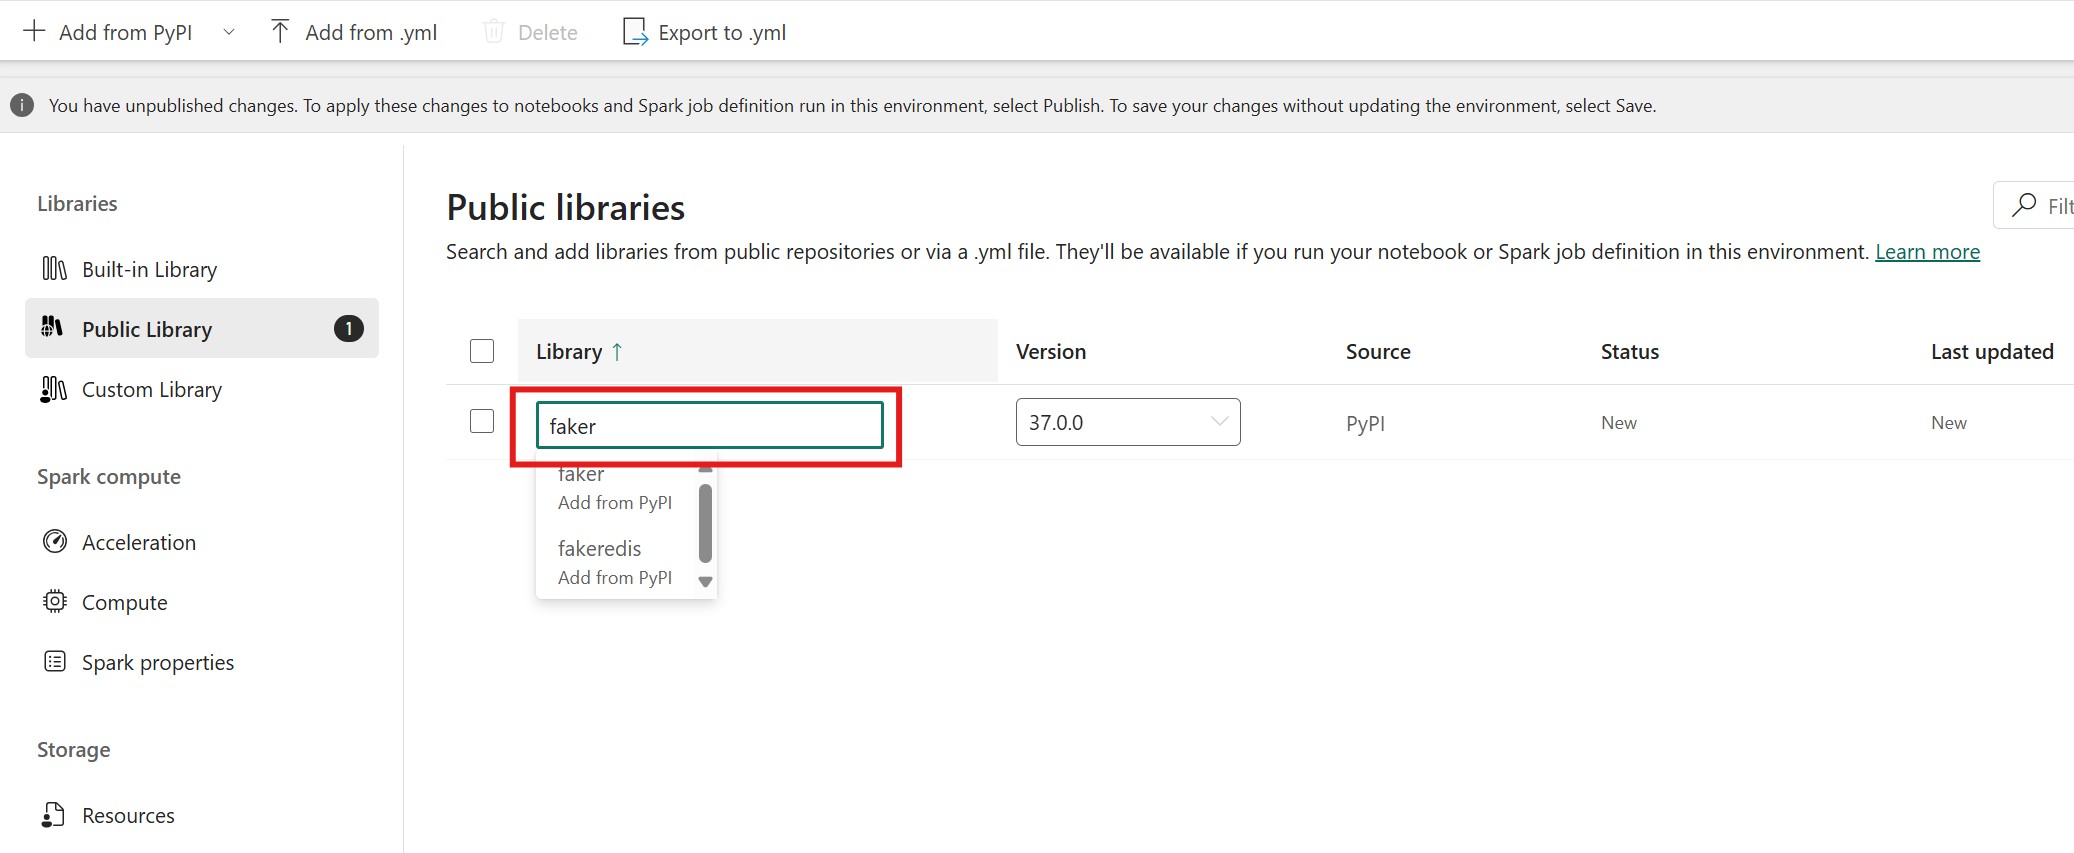 Add from PyPI
Add from .yml
Delete
Export to .yml
You have unpublished changes. To apply these changes to notebooks and Spark job definition run in this environment, select Publish. To save your changes without updating the environment, select Save.
Libraries
Built-in Library
Public Library
1
Custom Library
Spark compute
Acceleration
Compute
Spark properties
Storage
Resources
Public libraries
Filt
Search and add libraries from public repositories or via a .yml file. They'll be available if you run your notebook or Spark job definition in this environment. Learn more
Library ↑
Version
Source
Status
Last updated
faker
37.0.0
PyPI
New
New
faker
Add from PyPI
fakeredis
Add from PyPI